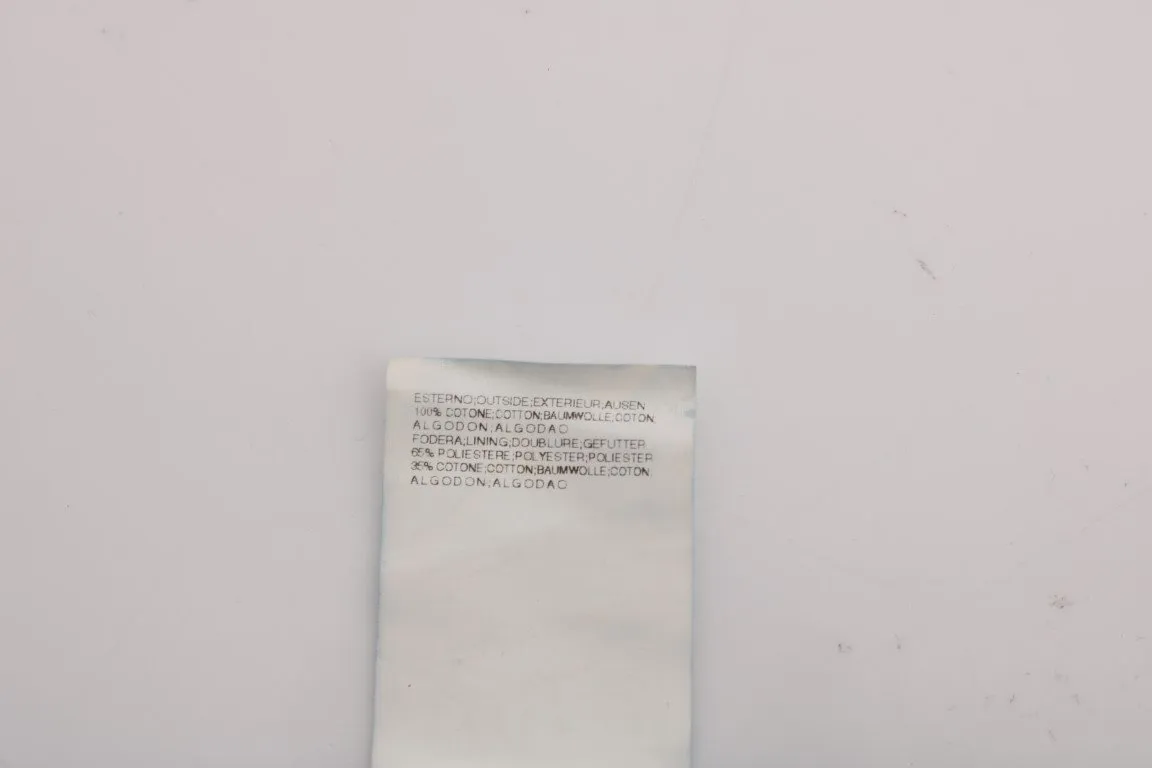 ESTERNO;OUTSIDE;EXTERIEUR;AUSEN
100% COTONE;COTTON;BAUMWOLLE;COTON;
ALGODON;ALGODAO
FODERA;LINING;DOUBLURE;GEFUTTER
65% POLIESTERE;POLYESTER;POLIESTER
35% COTONE;COTTON;BAUMWOLLE;COTON;
ALGODON;ALGODAO